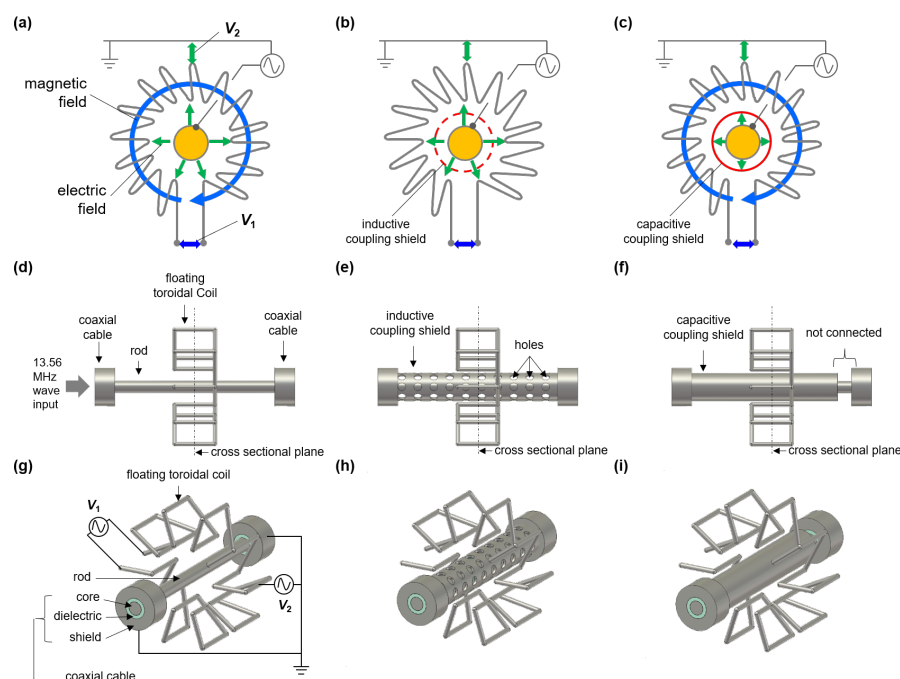 (a)
(b)
(c)
V₂
magnetic
field
electric
field
V₁
inductive
coupling shield
capacitive
coupling shield
(d)
(e)
(f)
floating
toroidal Coil
coaxial
cable
coaxial
cable
rod
13.56
MHz
wave
input
cross sectional plane
inductive
coupling shield
holes
cross sectional plane
capacitive
coupling shield
not connected
cross sectional plane
(g)
(h)
(i)
floating toroidal coil
V₁
rod
core
dielectric
shield
V₂
coaxial cable